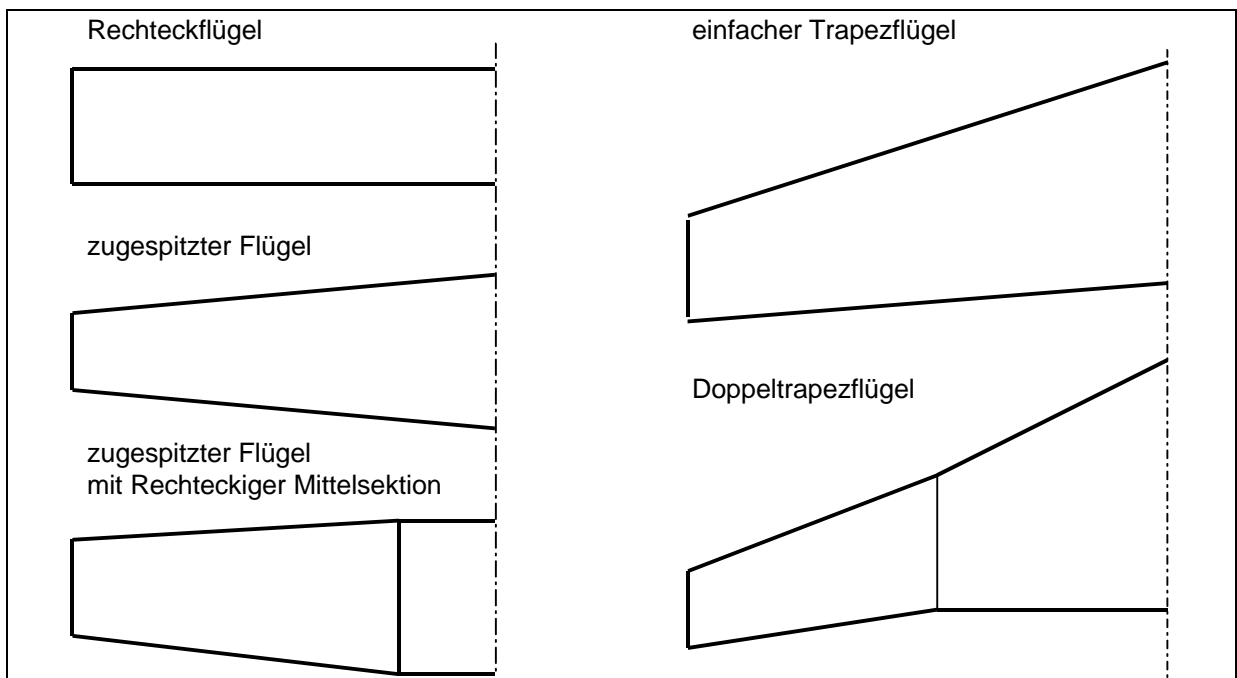 Rechteckflügel
zugespitzter Flügel
zugespitzter Flügel
mit Rechteckiger Mittelsektion
einfacher Trapezflügel
Doppeltrapezflügel